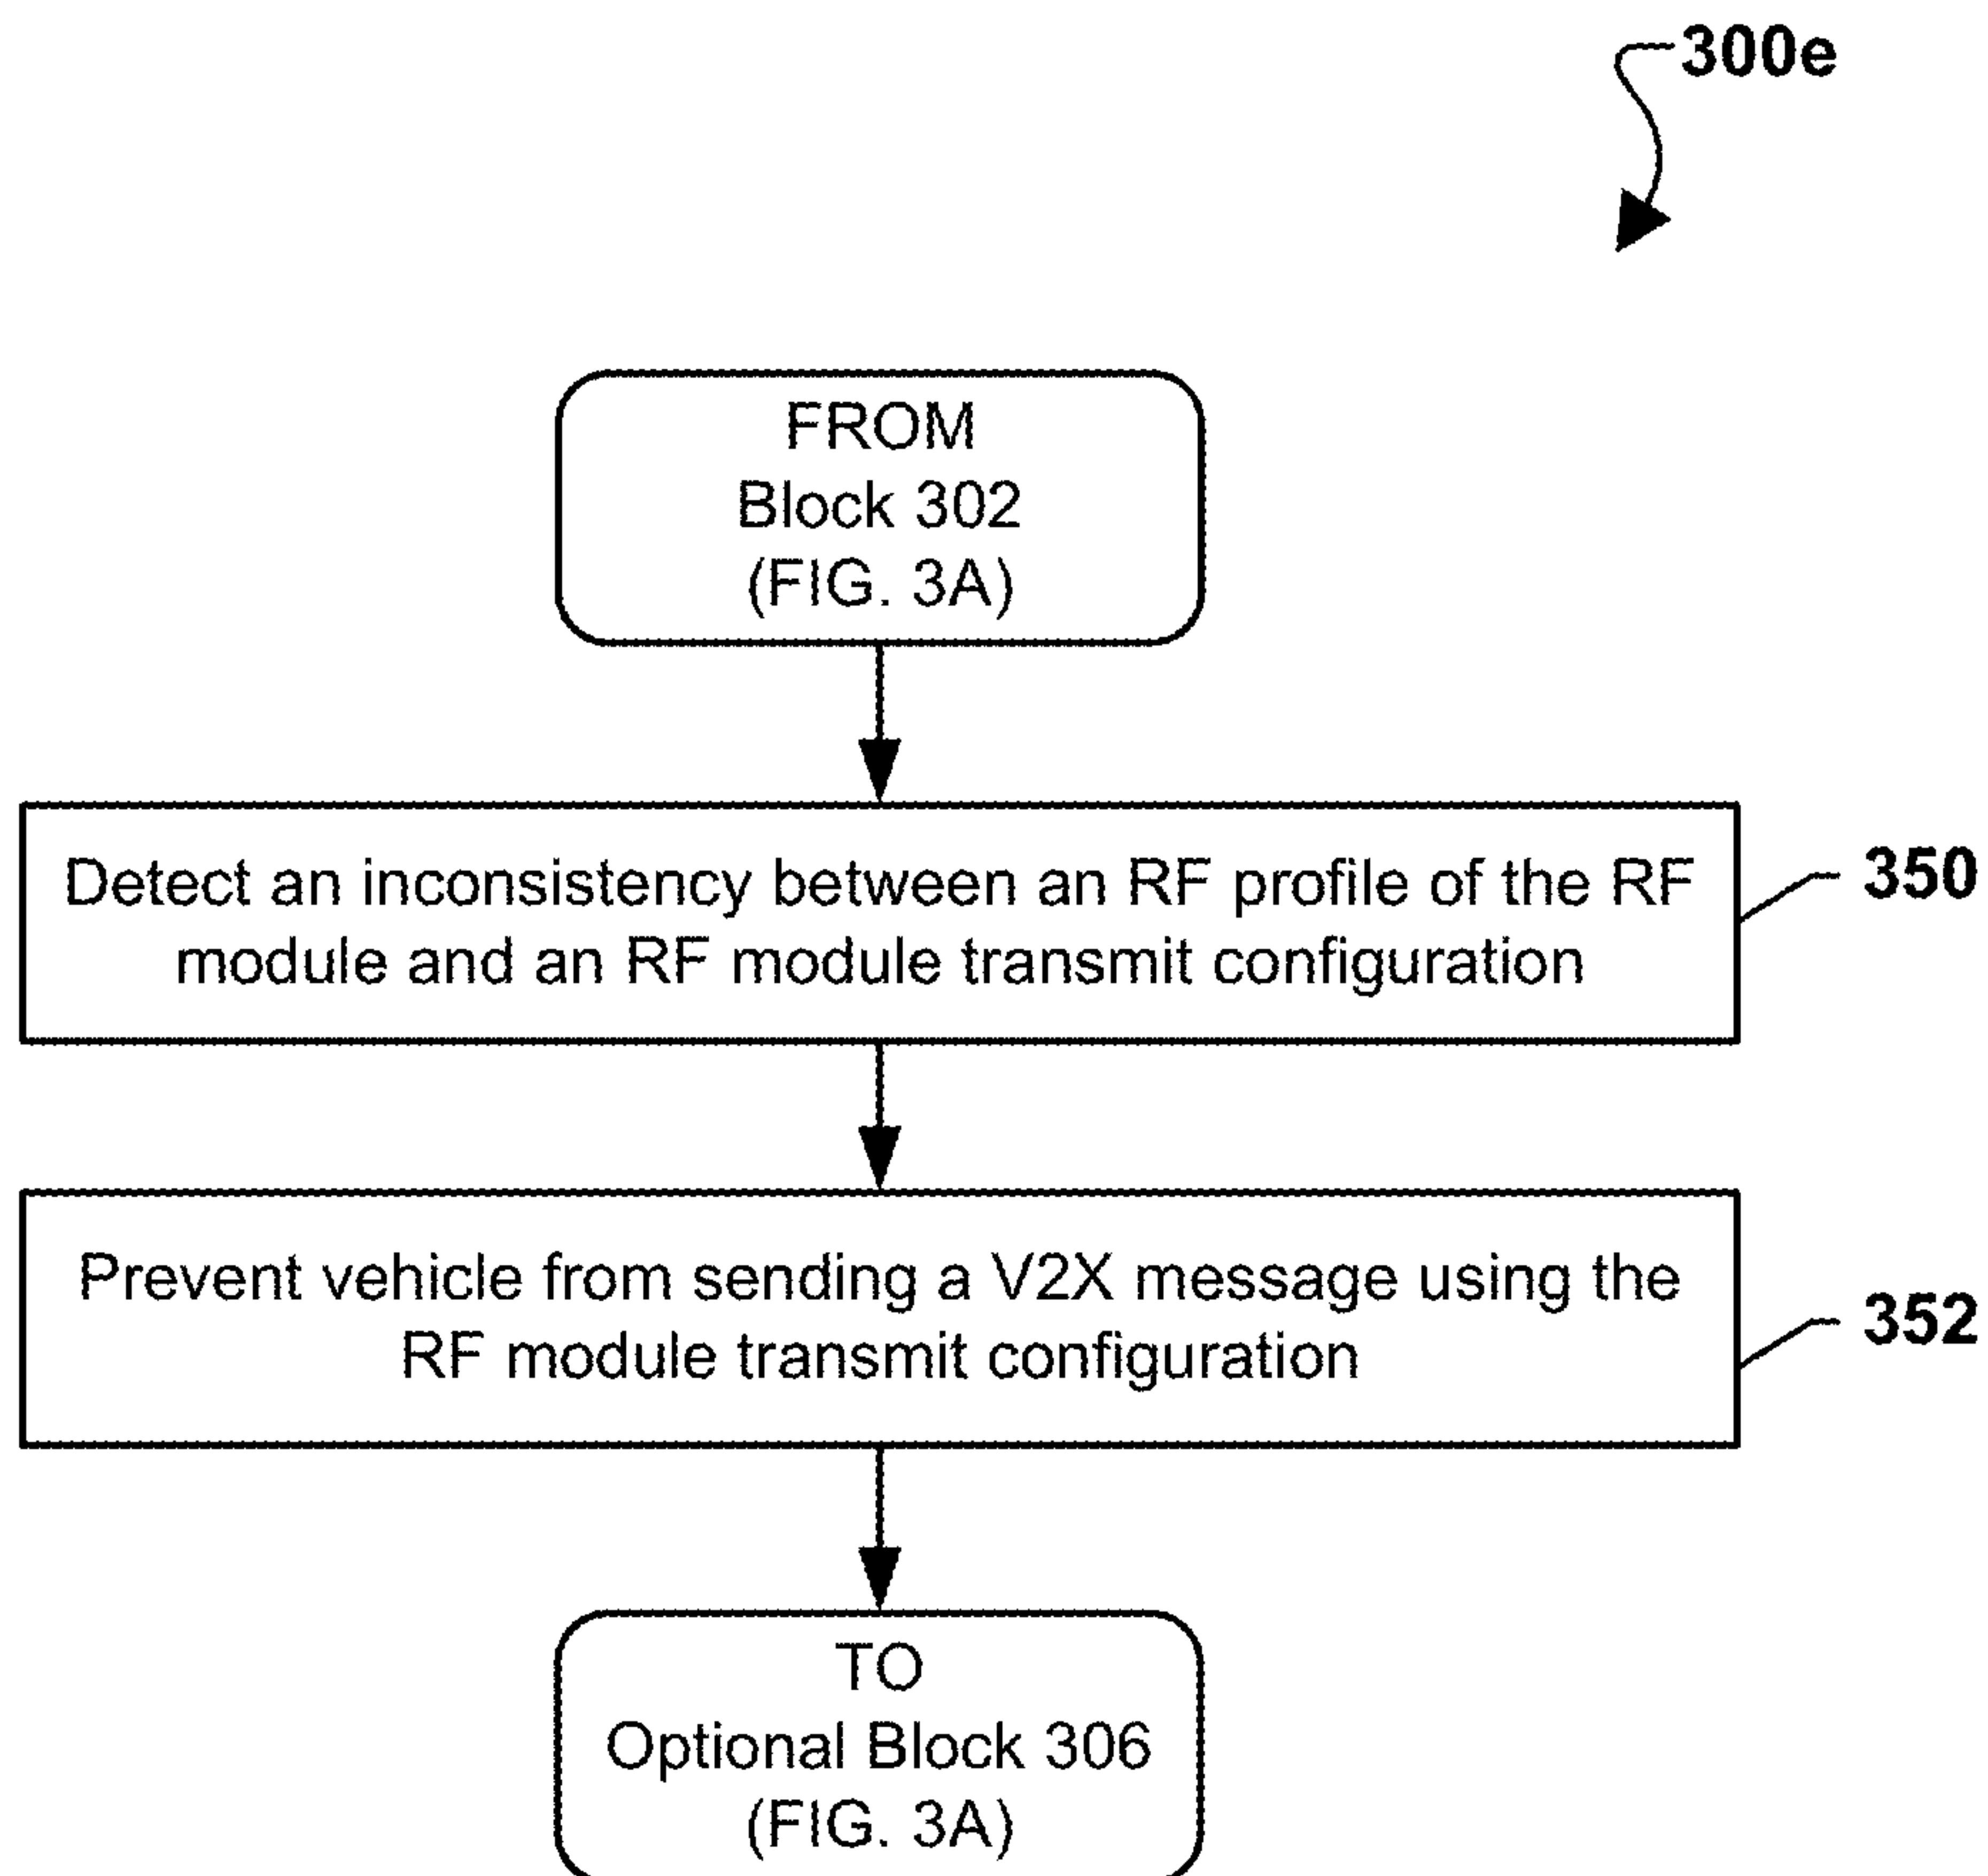 300e
FROM
Block 302
(FIG. 3A)
Detect an inconsistency between an RF profile of the RF
module and an RF module transmit configuration
350
Prevent vehicle from sending a V2X message using the
RF module transmit configuration
352
TO
Optional Block 306
(FIG. 3A)